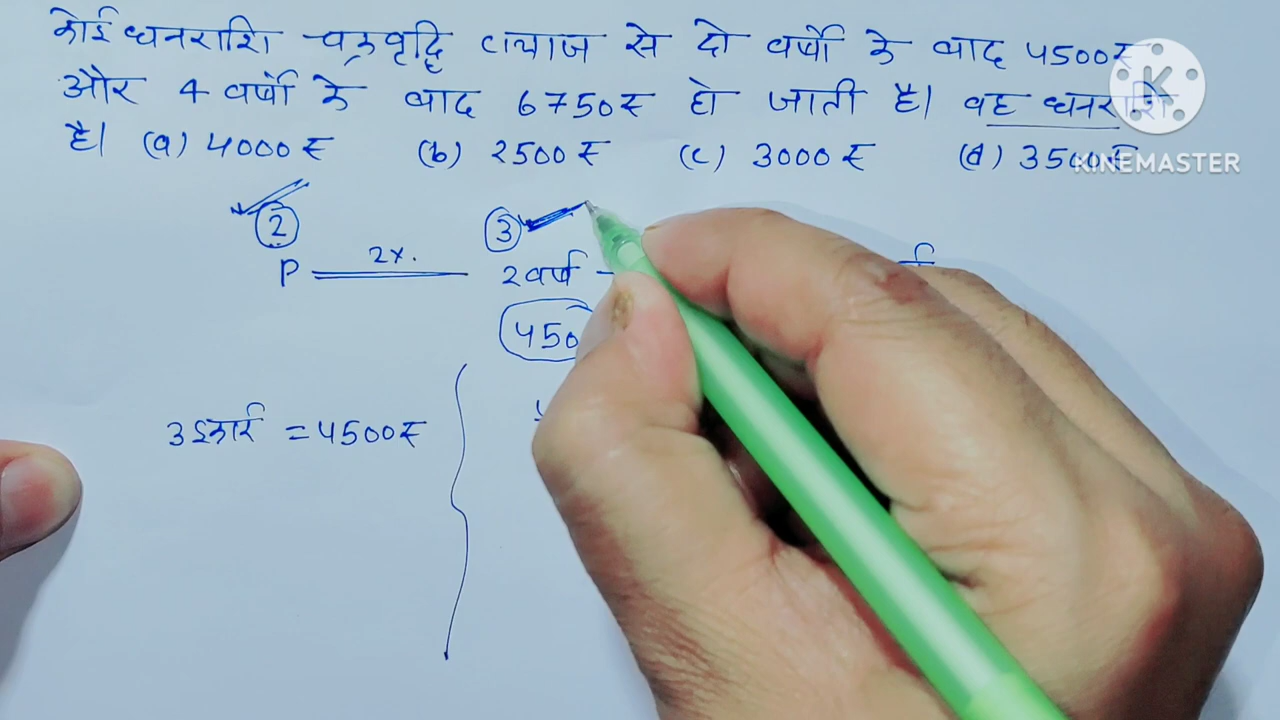 कोई धनराशि चक्रवृद्धि ब्याज से दो वर्षों के बाद 4500₹
और 4 वर्षों के बाद 6750₹ हो जाती है। वह धनराशि
है। (a) 4000₹ (b) 2500₹ (c) 3000₹ (d) 3500₹
KINEMASTER
2 3
P 2x. 2वर्ष
450
3इकाई = 4500₹